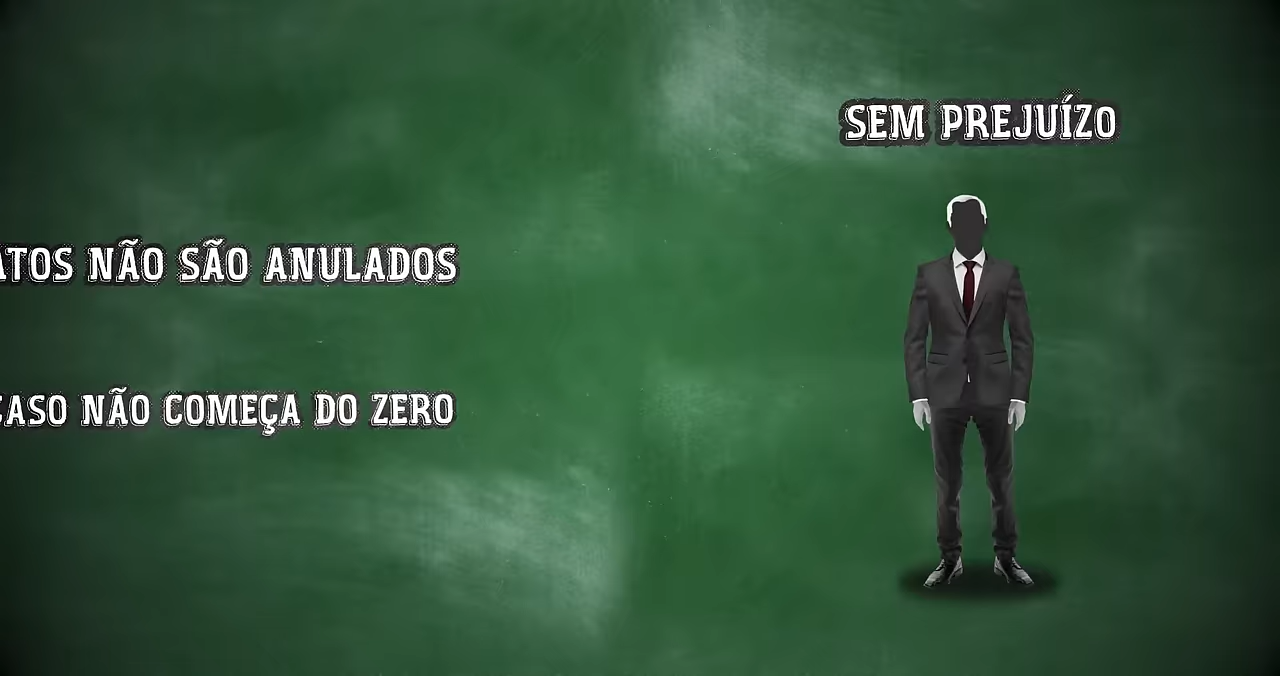 SEM PREJUÍZO
ATOS NÃO SÃO ANULADOS
CASO NÃO COMEÇA DO ZERO